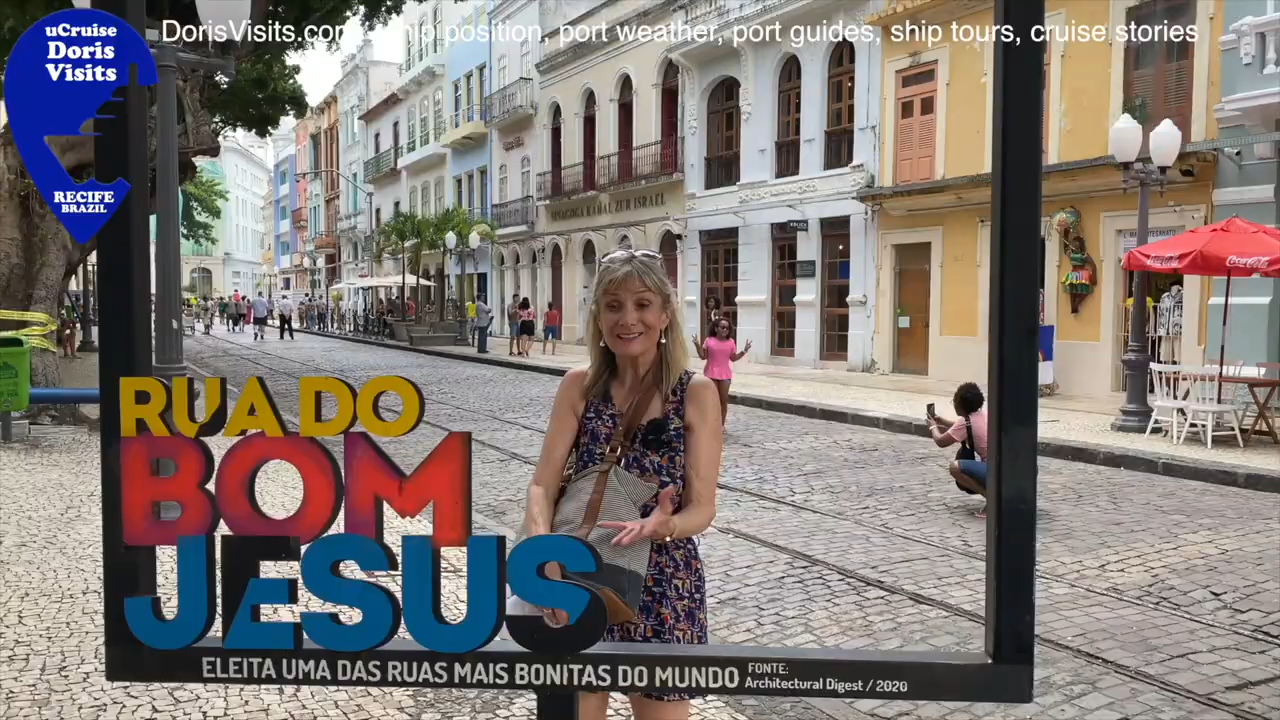 uCruise
Doris
Visits
RECIFE
BRAZIL
DorisVisits.com ship position, port weather, port guides, ship tours, cruise stories
SINAGOGA KAHAL ZUR ISRAEL
Coca-Cola
Coca-Cola
RUA DO
BOM
JESUS
ELEITA UMA DAS RUAS MAIS BONITAS DO MUNDO
FONTE:
Architectural Digest / 2020